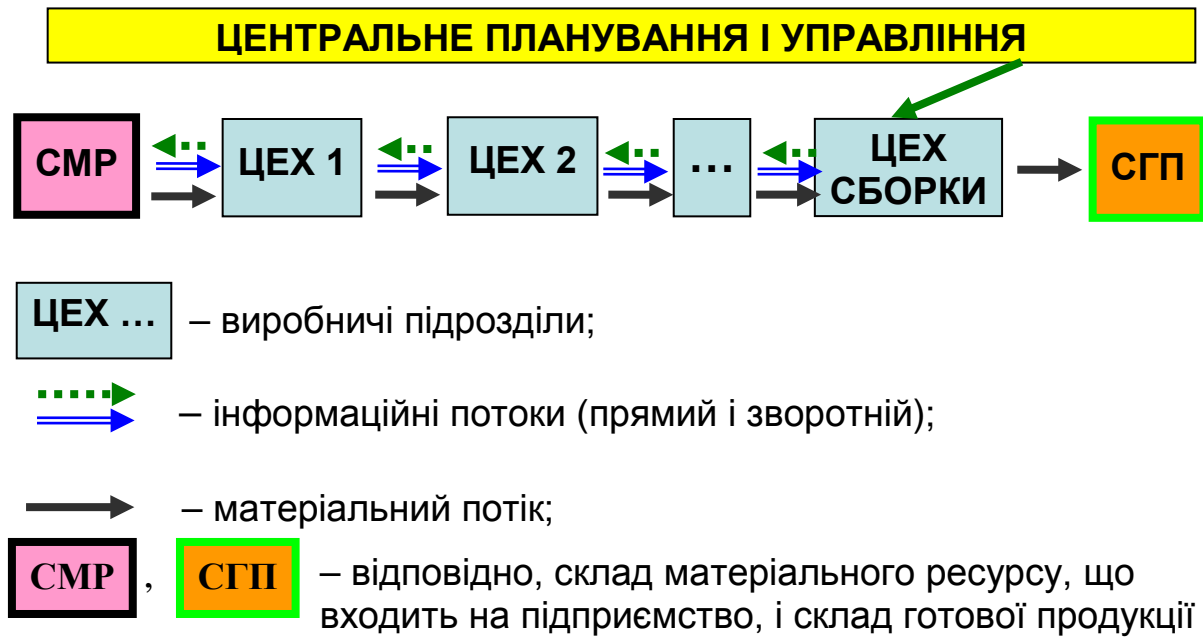 ЦЕНТРАЛЬНЕ ПЛАНУВАННЯ І УПРАВЛІННЯ
СМР
ЦЕХ 1
ЦЕХ 2
...
ЦЕХ
СБОРКИ
СГП
ЦЕХ ...
– виробничі підрозділи;
– інформаційні потоки (прямий і зворотній);
– матеріальний потік;
СМР , СГП – відповідно, склад матеріального ресурсу, що
входить на підприємство, і склад готової продукції